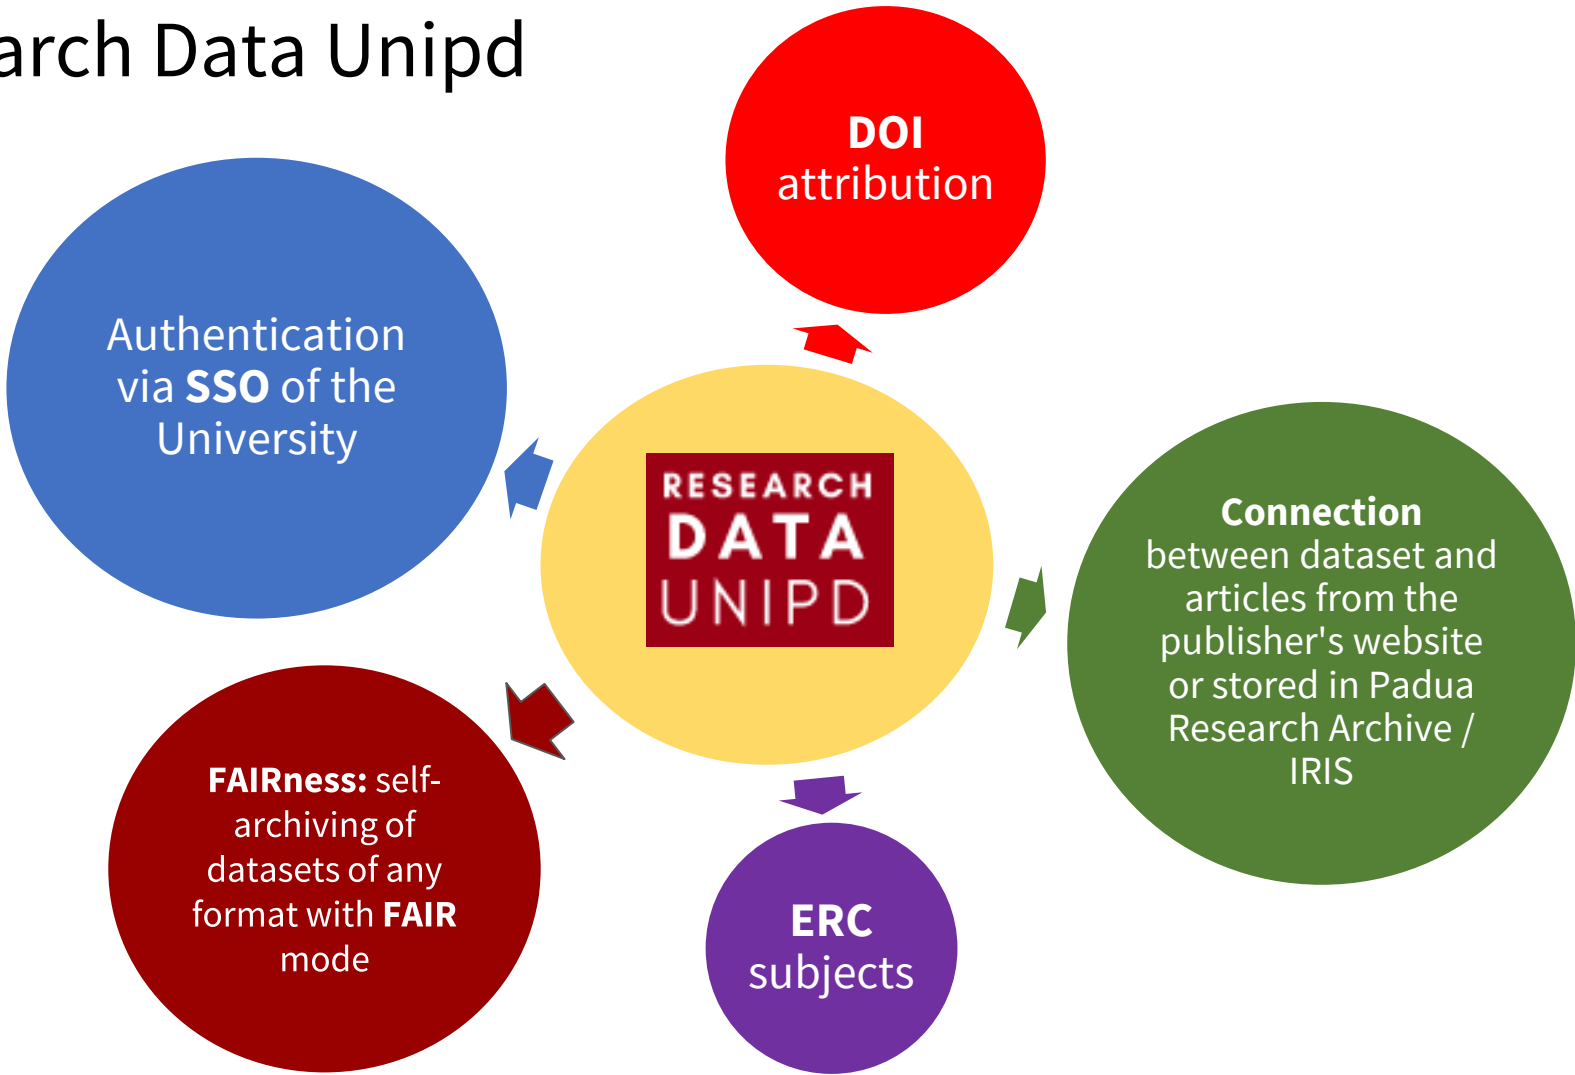 arch Data Unipd
DOI
attribution
Authentication
via SSO of the
University
RESEARCH
DATA
UNIPD
Connection
between dataset and
articles from the
publisher's website
or stored in Padua
Research Archive /
IRIS
FAIRness: self-
archiving of
datasets of any
format with FAIR
mode
ERC
subjects